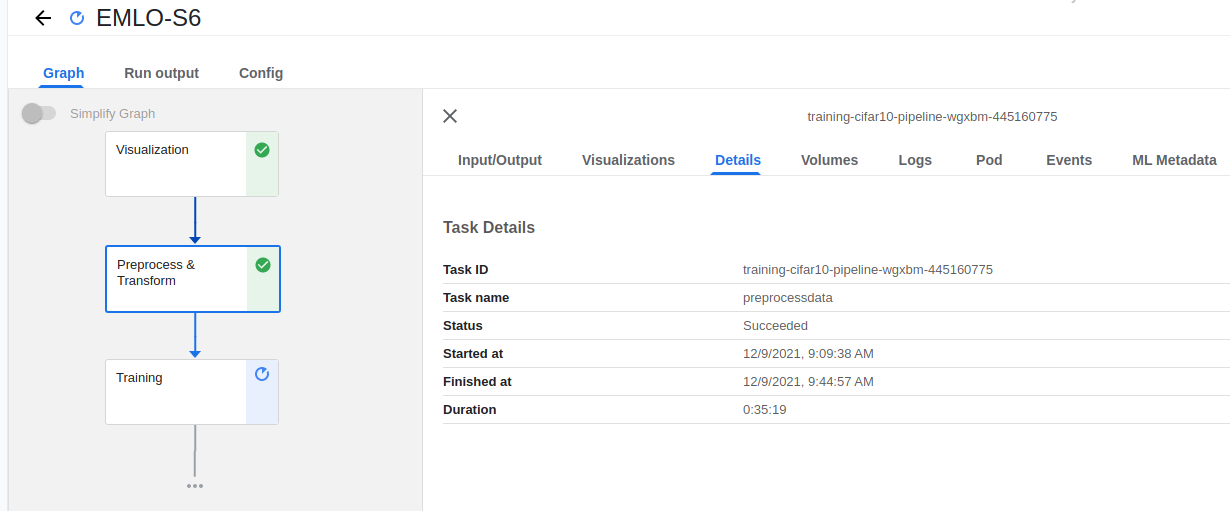 EMLO-S6
Graph Run output Config
Simplify Graph
Visualization
Preprocess &
Transform
Training
training-cifar10-pipeline-wgxbm-445160775
Input/Output Visualizations Details Volumes Logs Pod Events ML Metadata
Task Details
Task ID training-cifar10-pipeline-wgxbm-445160775
Task name preprocessdata
Status Succeeded
Started at 12/9/2021, 9:09:38 AM
Finished at 12/9/2021, 9:44:57 AM
Duration 0:35:19